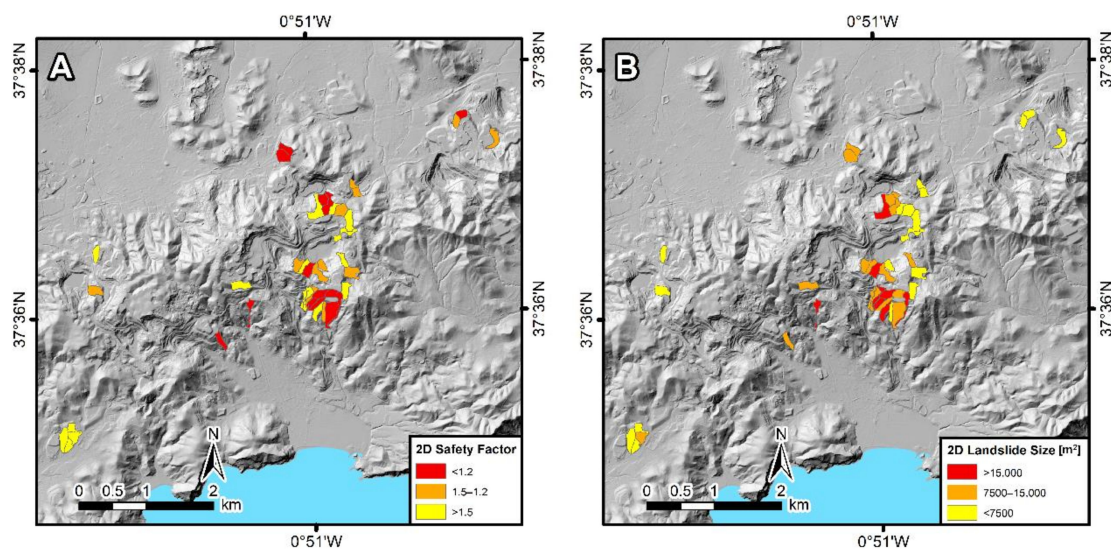 0°51'W
0°51'W
A
B
37°38'N
37°38'N
37°38'N
37°38'N
37°36'N
37°36'N
37°36'N
37°36'N
N
0 0.5 1 2
km
2D Safety Factor
<1.2
1.5–1.2
>1.5
N
0 0.5 1 2
km
2D Landslide Size [m²]
>15.000
7500–15.000
<7500
0°51'W
0°51'W